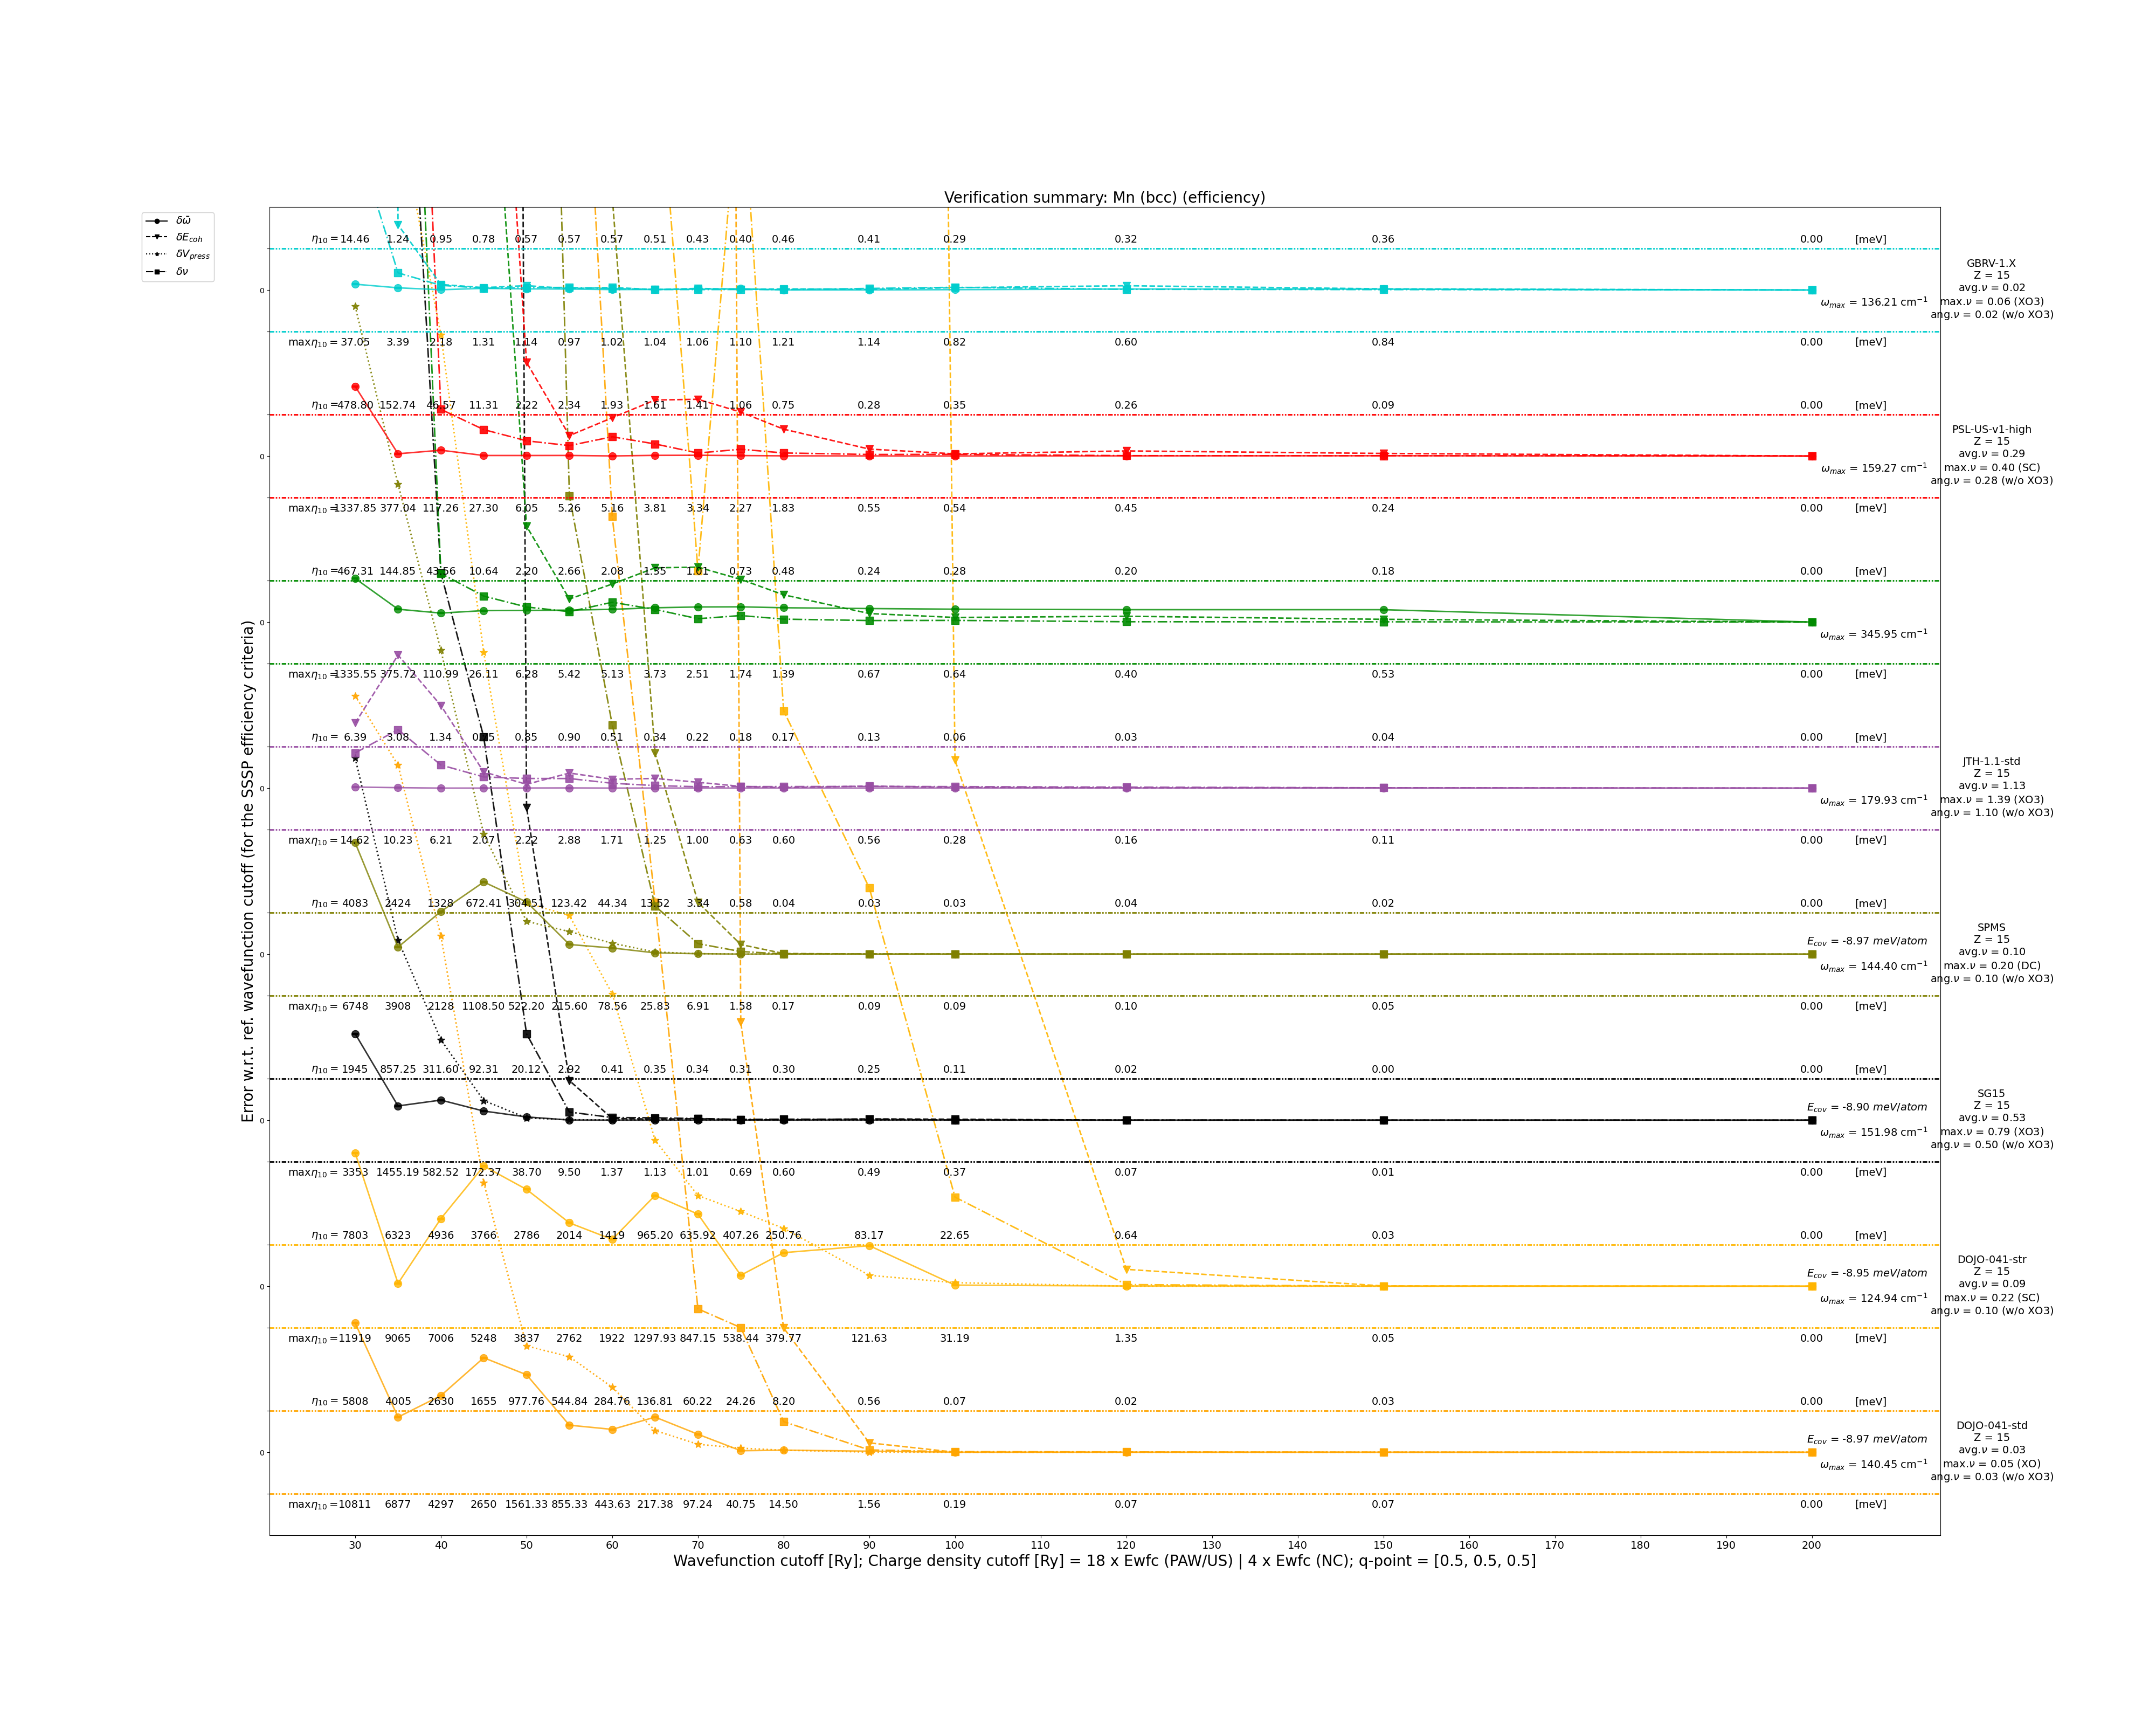 Verification summary: Mn (bcc) (efficiency)
δω̄
δE_coh
δV_press
δν
η₁₀ = 14.46 1.24 0.95 0.78 0.57 0.57 0.57 0.51 0.43 0.40 0.46 0.41 0.29 0.32 0.36 0.00 [meV]
0
GBRV-1.X
Z = 15
avg.ν = 0.02
ω_max = 136.21 cm⁻¹
max.ν = 0.06 (XO3)
ang.ν = 0.02 (w/o XO3)
maxη₁₀ = 37.05 3.39 2.18 1.31 1.14 0.97 1.02 1.04 1.06 1.10 1.21 1.14 0.82 0.60 0.84 0.00 [meV]
η₁₀ = 478.80 152.74 46.57 11.31 2.22 2.34 1.93 1.61 1.41 1.06 0.75 0.28 0.35 0.26 0.09 0.00 [meV]
0
PSL-US-v1-high
Z = 15
avg.ν = 0.29
ω_max = 159.27 cm⁻¹
max.ν = 0.40 (SC)
ang.ν = 0.28 (w/o XO3)
maxη₁₀ = 1337.85 377.04 117.26 27.30 6.05 5.26 5.16 3.81 3.34 2.27 1.83 0.55 0.54 0.45 0.24 0.00 [meV]
η₁₀ = 467.31 144.85 43.56 10.64 2.20 2.66 2.08 1.55 1.01 0.73 0.48 0.24 0.28 0.20 0.18 0.00 [meV]
0
ω_max = 345.95 cm⁻¹
maxη₁₀ = 1335.55 375.72 110.99 26.11 6.28 5.42 5.13 3.73 2.51 1.74 1.39 0.67 0.64 0.40 0.53 0.00 [meV]
η₁₀ = 6.39 3.08 1.34 0.85 0.90 0.51 0.34 0.22 0.18 0.17 0.13 0.06 0.03 0.04 0.00 [meV]
0
JTH-1.1-std
Z = 15
avg.ν = 1.13
ω_max = 179.93 cm⁻¹
max.ν = 1.39 (XO3)
ang.ν = 1.10 (w/o XO3)
maxη₁₀ = 14.62 10.23 6.21 2.07 2.22 2.88 1.71 1.25 1.00 0.63 0.60 0.56 0.28 0.16 0.11 0.00 [meV]
η₁₀ = 4083 2424 1328 672.41 304.51 123.42 44.34 13.52 3.34 0.58 0.04 0.03 0.03 0.04 0.02 0.00 [meV]
0
E_cov = -8.97 meV/atom
SPMS
Z = 15
avg.ν = 0.10
ω_max = 144.40 cm⁻¹
max.ν = 0.20 (DC)
ang.ν = 0.10 (w/o XO3)
maxη₁₀ = 6748 3908 2128 1108.50 522.20 215.60 78.56 25.83 6.91 1.58 0.17 0.09 0.09 0.10 0.05 0.00 [meV]
η₁₀ = 1945 857.25 311.60 92.31 20.12 2.92 0.41 0.35 0.34 0.31 0.30 0.25 0.11 0.02 0.00 0.00 [meV]
0
E_cov = -8.90 meV/atom
SG15
Z = 15
avg.ν = 0.53
ω_max = 151.98 cm⁻¹
max.ν = 0.79 (XO3)
ang.ν = 0.50 (w/o XO3)
maxη₁₀ = 3353 1455.19 582.52 172.37 38.70 9.50 1.37 1.13 1.01 0.69 0.60 0.49 0.37 0.07 0.01 0.00 [meV]
η₁₀ = 7803 6323 4936 3766 2786 2014 1419 965.20 635.92 407.26 250.76 83.17 22.65 0.64 0.03 0.00 [meV]
0
E_cov = -8.95 meV/atom
DOJO-041-str
Z = 15
avg.ν = 0.09
ω_max = 124.94 cm⁻¹
max.ν = 0.22 (SC)
ang.ν = 0.10 (w/o XO3)
maxη₁₀ = 11919 9065 7006 5248 3837 2762 1922 1297.93 847.15 538.44 379.77 121.63 31.19 1.35 0.05 0.00 [meV]
η₁₀ = 5808 4005 2630 1655 977.76 544.84 284.76 136.81 60.22 24.26 8.20 0.56 0.07 0.02 0.03 0.00 [meV]
0
E_cov = -8.97 meV/atom
DOJO-041-std
Z = 15
avg.ν = 0.03
ω_max = 140.45 cm⁻¹
max.ν = 0.05 (XO)
ang.ν = 0.03 (w/o XO3)
maxη₁₀ = 10811 6877 4297 2650 1561.33 855.33 443.63 217.38 97.24 40.75 14.50 1.56 0.19 0.07 0.07 0.00 [meV]
30 40 50 60 70 80 90 100 110 120 130 140 150 160 170 180 190 200
Wavefunction cutoff [Ry]; Charge density cutoff [Ry] = 18 x Ewfc (PAW/US) | 4 x Ewfc (NC); q-point = [0.5, 0.5, 0.5]
Error w.r.t. ref. wavefunction cutoff (for the SSSP efficiency criteria)